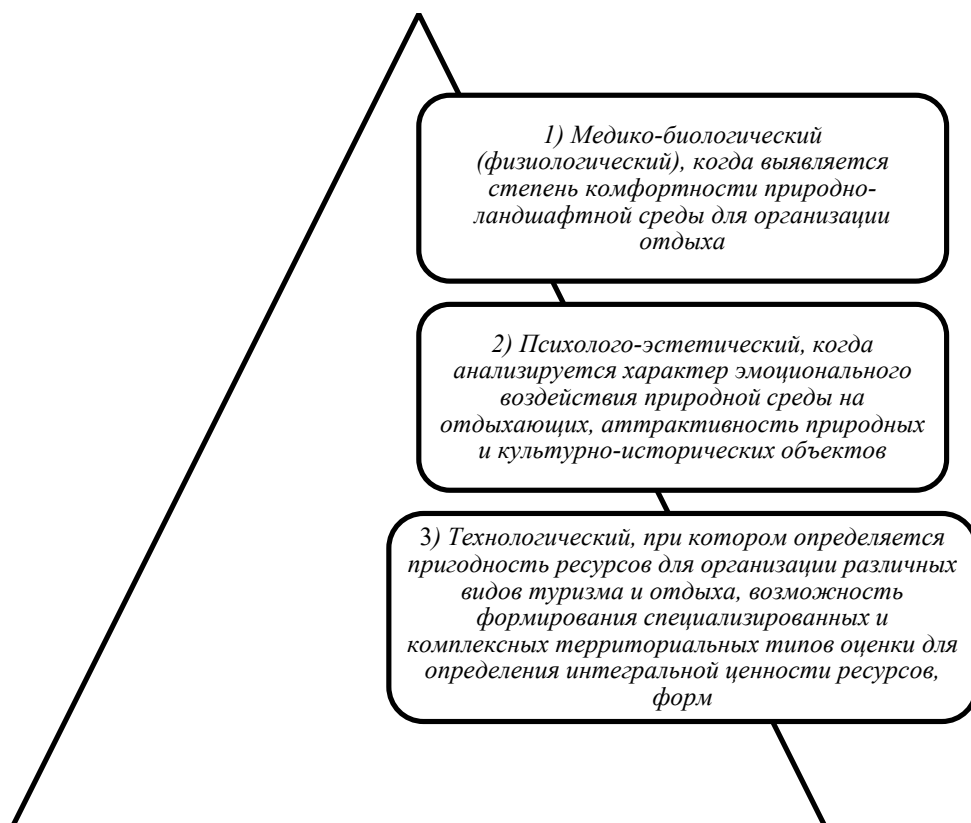 1) Медико-биологический
(физиологический), когда выявляется
степень комфортности природно-
ландшафтной среды для организации
отдыха
2) Психолого-эстетический, когда
анализируется характер эмоционального
воздействия природной среды на
отдыхающих, аттрактивность природных
и культурно-исторических объектов
3) Технологический, при котором определяется
пригодность ресурсов для организации различных
видов туризма и отдыха, возможность
формирования специализированных и
комплексных территориальных типов оценки для
определения интегральной ценности ресурсов,
форм